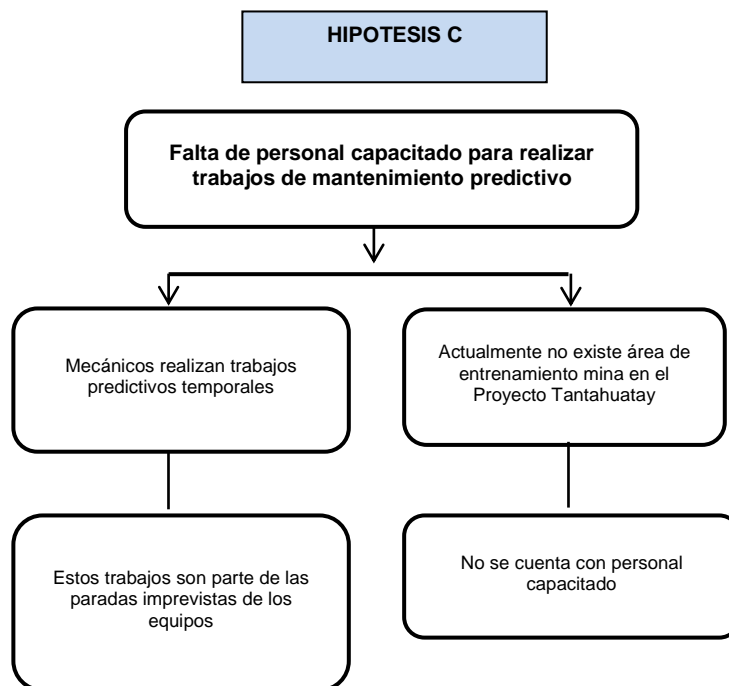 HIPOTESIS C
Falta de personal capacitado para realizar
trabajos de mantenimiento predictivo
Mecánicos realizan trabajos
predictivos temporales
Actualmente no existe área de
entrenamiento mina en el
Proyecto Tantahuatay
Estos trabajos son parte de las
paradas imprevistas de los
equipos
No se cuenta con personal
capacitado